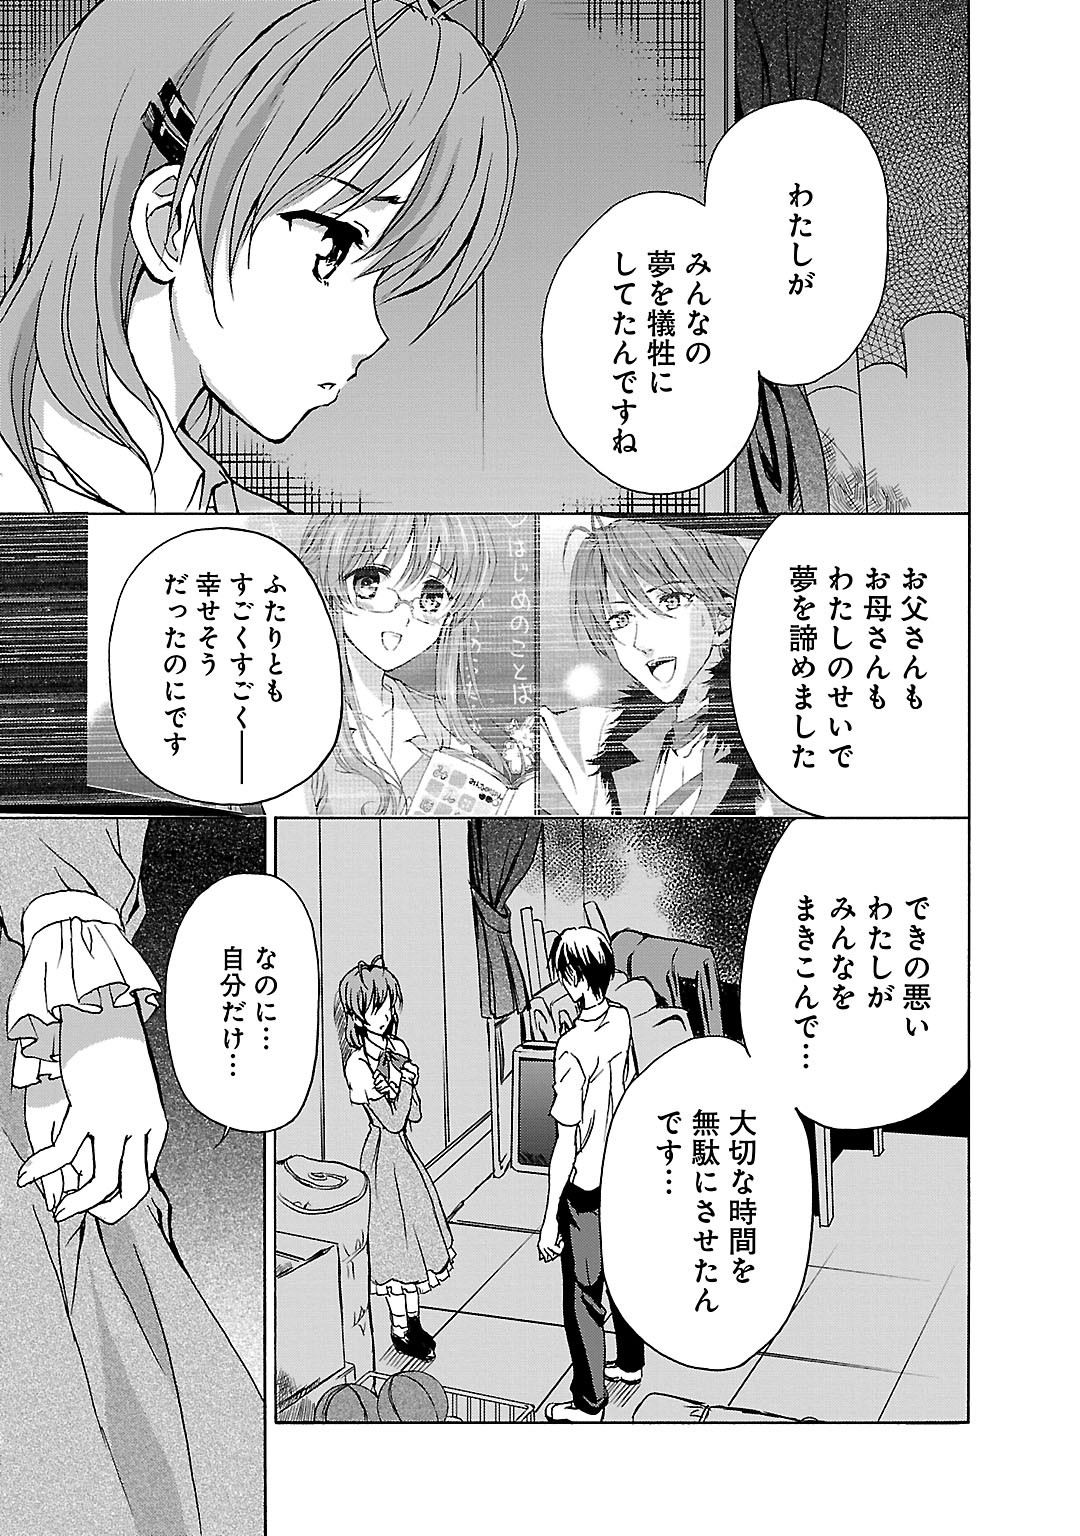 わたしが
みんなの
夢を犠牲に
してたんですね
お父さんも
お母さんも
わたしのせいで
夢を諦めました
はじめのことば
ふたりとも
すごくすごく──
幸せそう
だったのにです
できの悪い
わたしが
みんなを
まきこんで…
大切な時間を
無駄にさせたん
です…
なのに…
自分だけ…